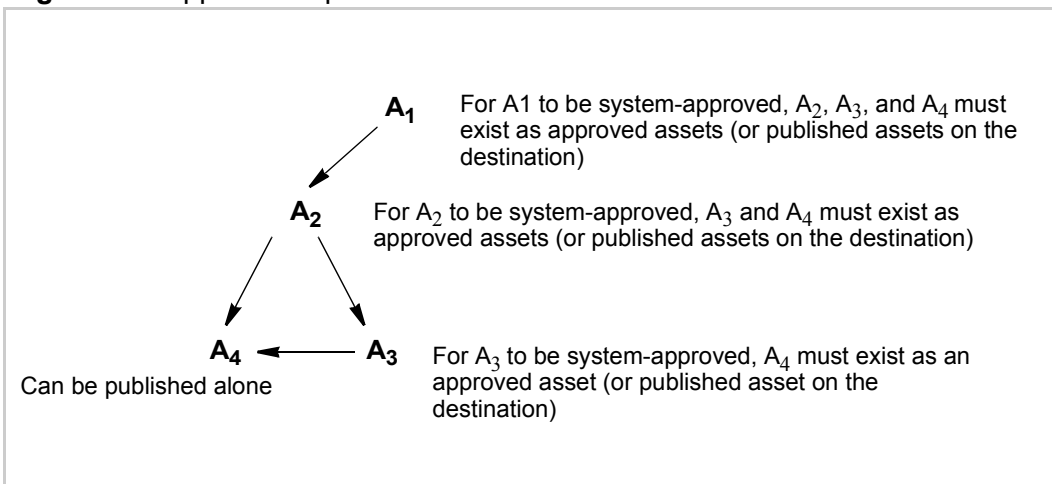 A1
For A1 to be system-approved, A2, A3, and A4 must
exist as approved assets (or published assets on the
destination)
A2
For A2 to be system-approved, A3 and A4 must exist as
approved assets (or published assets on the destination)
A4
A3
For A3 to be system-approved, A4 must exist as an
approved asset (or published asset on the
destination)
Can be published alone